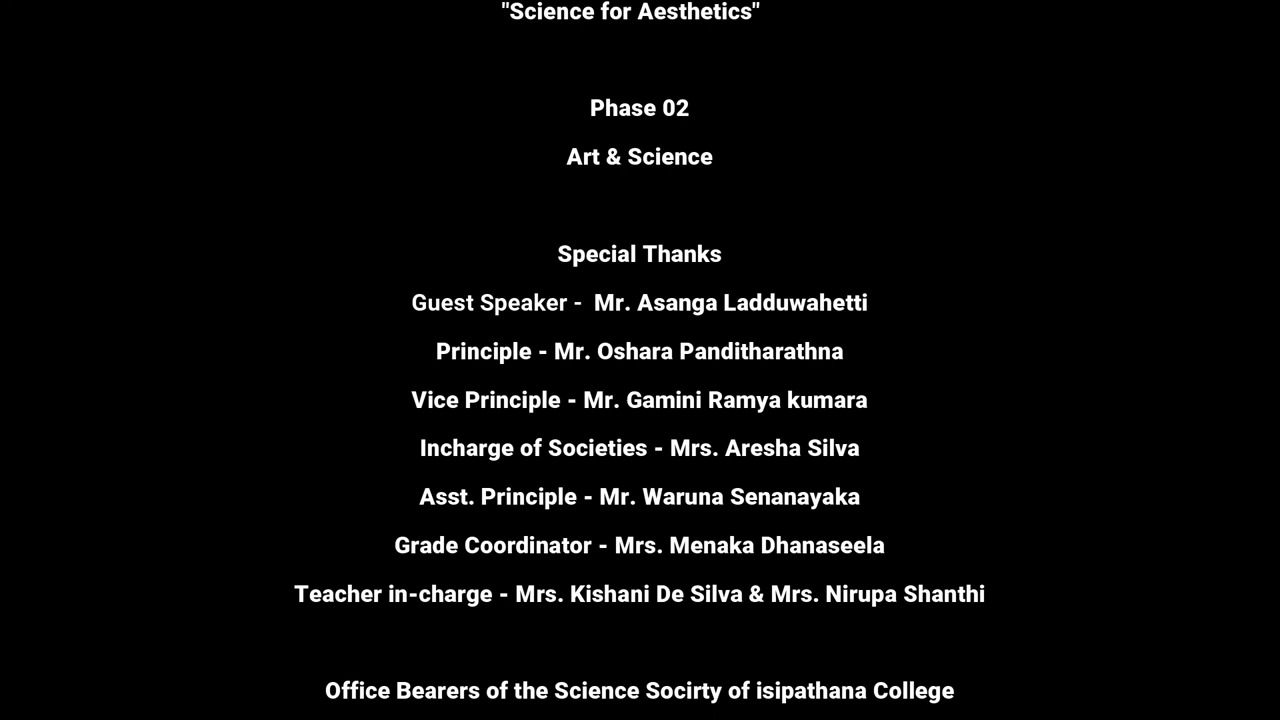 "Science for Aesthetics"
Phase 02
Art & Science
Special Thanks
Guest Speaker - Mr. Asanga Ladduwahetti
Principle - Mr. Oshara Panditharathna
Vice Principle - Mr. Gamini Ramya kumara
Incharge of Societies - Mrs. Aresha Silva
Asst. Principle - Mr. Waruna Senanayaka
Grade Coordinator - Mrs. Menaka Dhanaseela
Teacher in-charge - Mrs. Kishani De Silva & Mrs. Nirupa Shanthi
Office Bearers of the Science Socirty of isipathana College